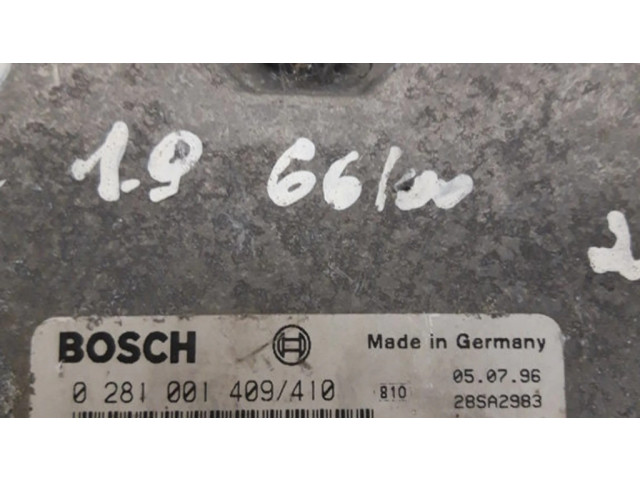 1.9 66kw
BOSCH Made in Germany
0 281 001 409/410 810 05.07.96
28SA2983